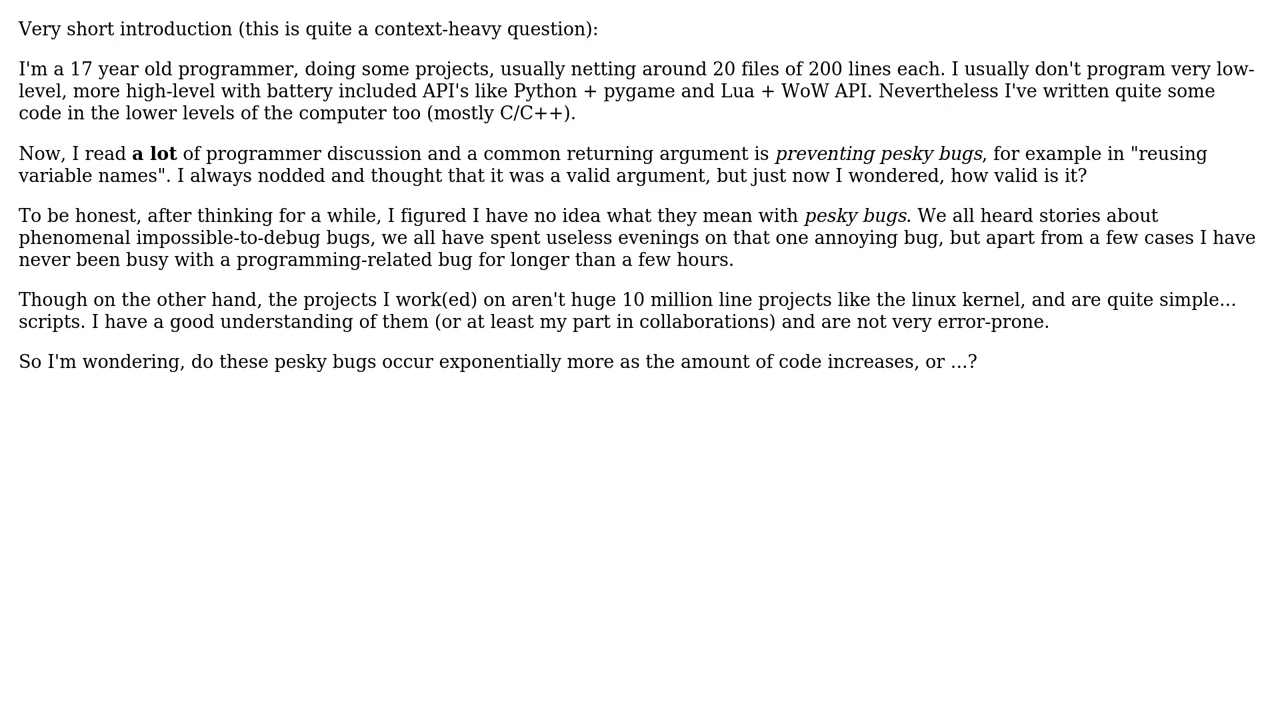 Very short introduction (this is quite a context-heavy question):
I'm a 17 year old programmer, doing some projects, usually netting around 20 files of 200 lines each. I usually don't program very low-
level, more high-level with battery included API's like Python + pygame and Lua + WoW API. Nevertheless I've written quite some
code in the lower levels of the computer too (mostly C/C++).
Now, I read a lot of programmer discussion and a common returning argument is preventing pesky bugs, for example in "reusing
variable names". I always nodded and thought that it was a valid argument, but just now I wondered, how valid is it?
To be honest, after thinking for a while, I figured I have no idea what they mean with pesky bugs. We all heard stories about
phenomenal impossible-to-debug bugs, we all have spent useless evenings on that one annoying bug, but apart from a few cases I have
never been busy with a programming-related bug for longer than a few hours.
Though on the other hand, the projects I work(ed) on aren't huge 10 million line projects like the linux kernel, and are quite simple...
scripts. I have a good understanding of them (or at least my part in collaborations) and are not very error-prone.
So I'm wondering, do these pesky bugs occur exponentially more as the amount of code increases, or ...?